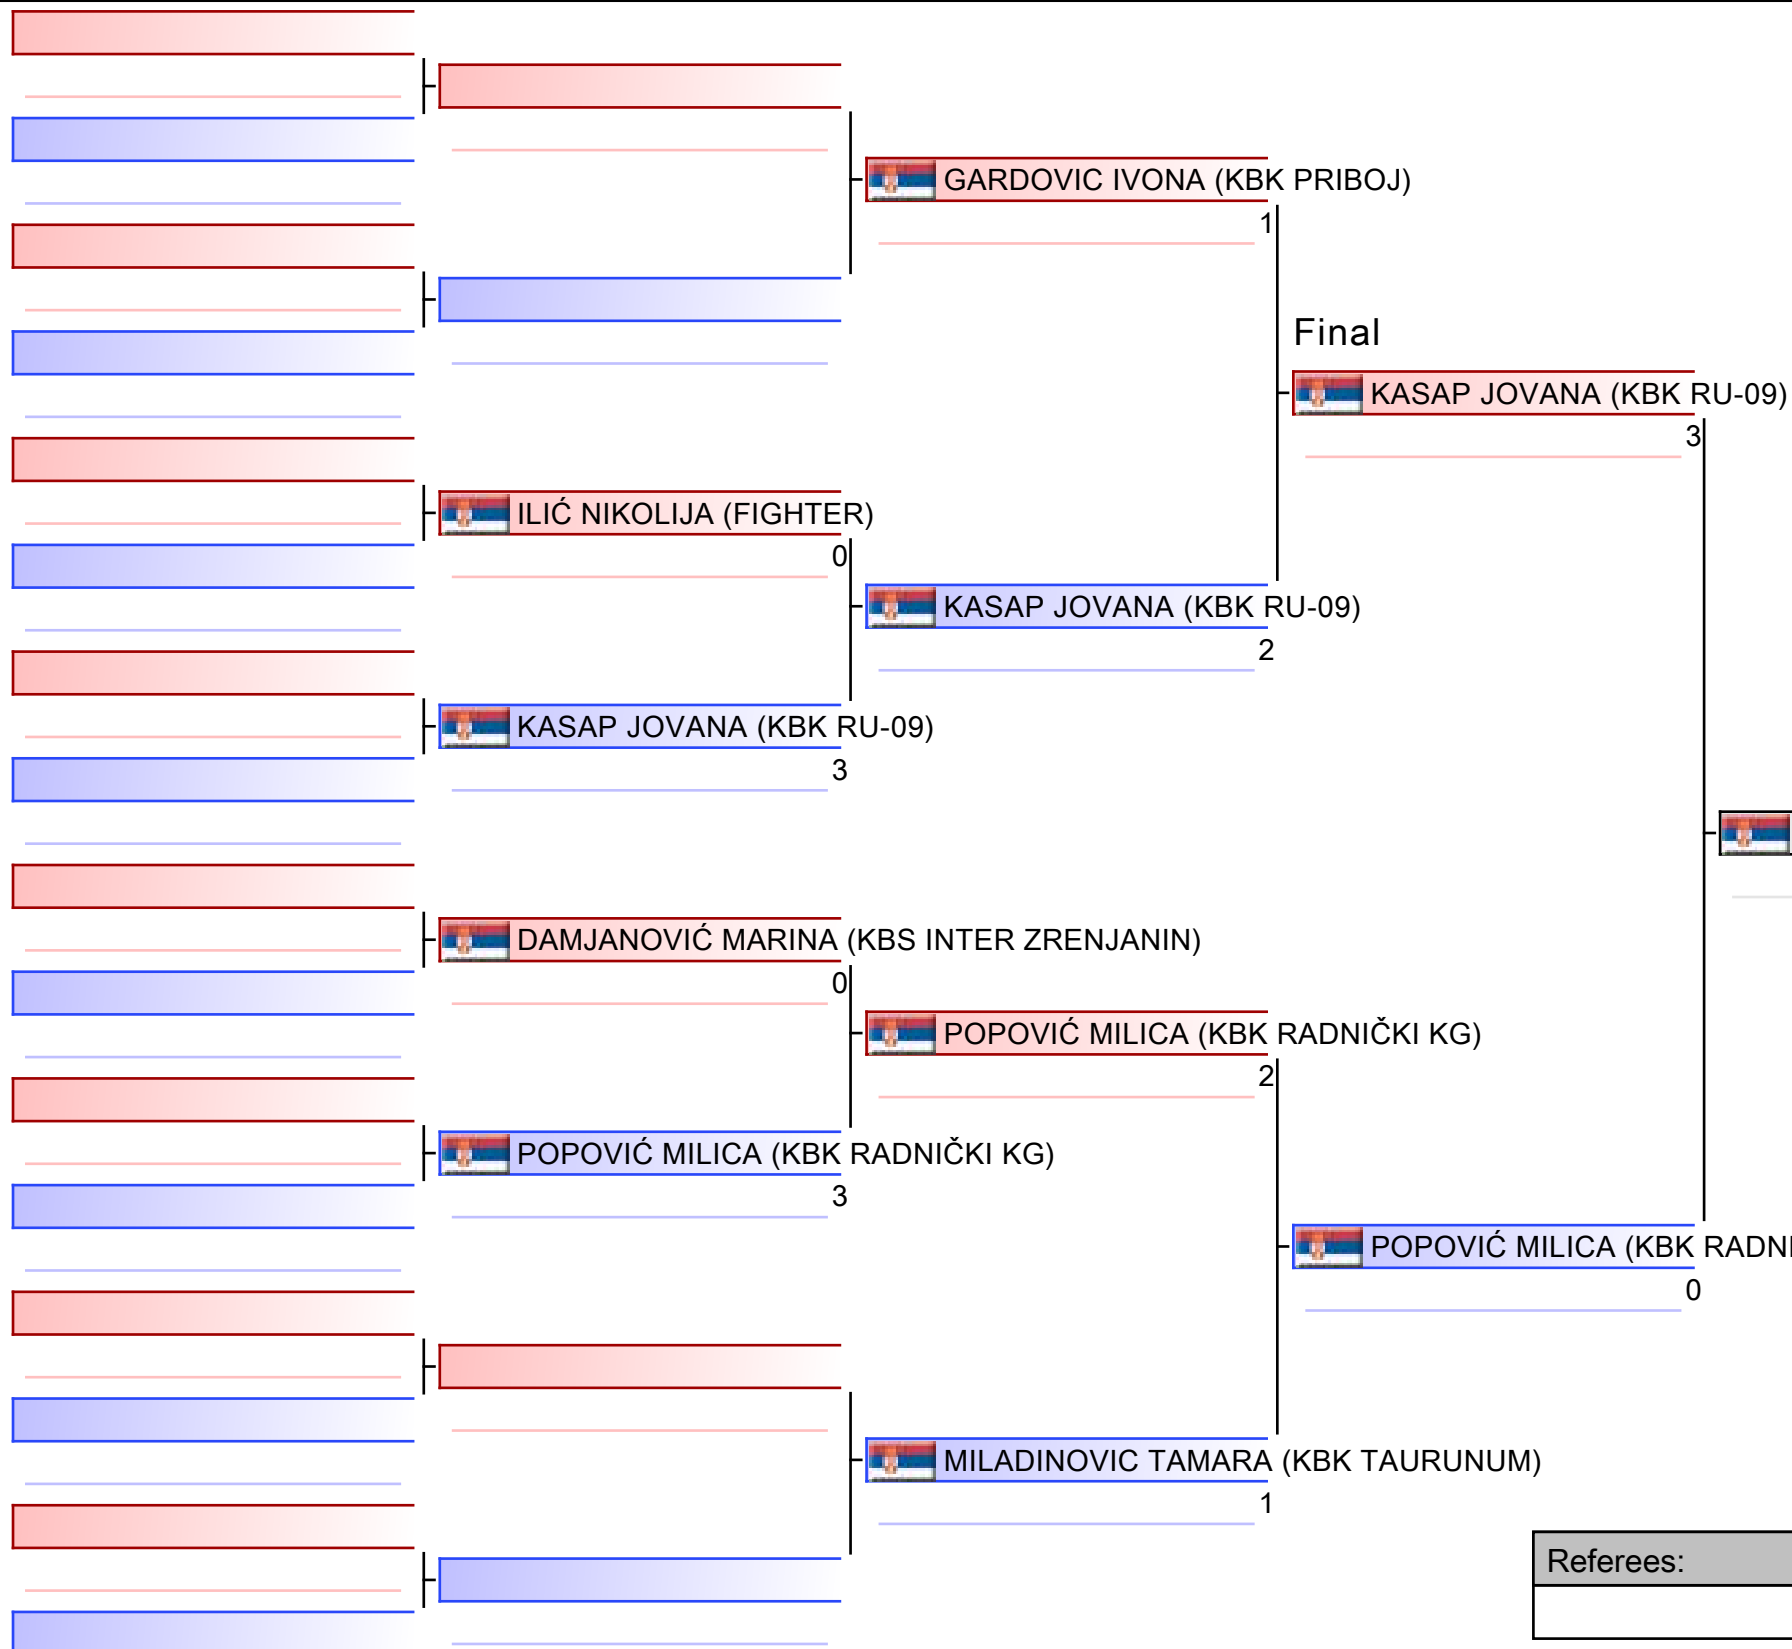 GARDOVIC IVONA (KBK PRIBOJ)
1
Final
KASAP JOVANA (KBK RU-09)
3
ILIĆ NIKOLIJA (FIGHTER)
0
KASAP JOVANA (KBK RU-09)
2
KASAP JOVANA (KBK RU-09)
3
DAMJANOVIĆ MARINA (KBS INTER ZRENJANIN)
0
POPOVIĆ MILICA (KBK RADNIČKI KG)
2
POPOVIĆ MILICA (KBK RADNIČKI KG)
3
POPOVIĆ MILICA (KBK RADNI
0
MILADINOVIC TAMARA (KBK TAURUNUM)
1
Referees: